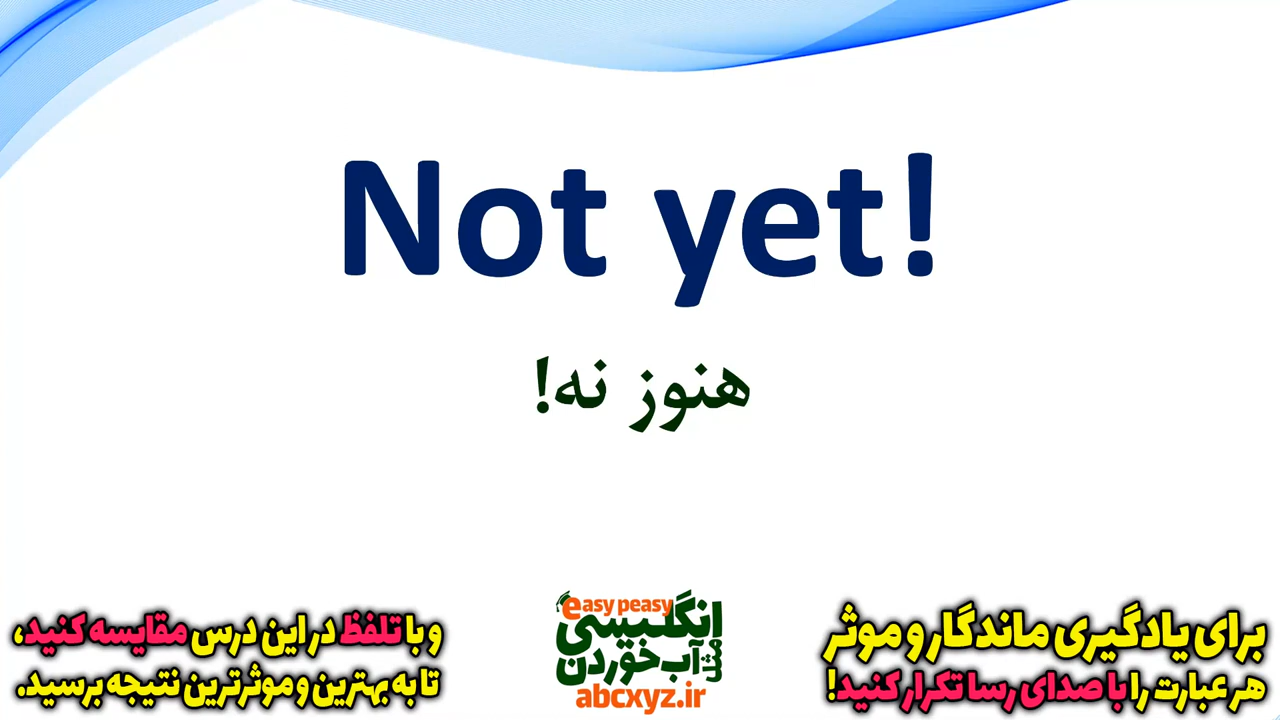 Not yet!
هنوز نه!
برای یادگیری ماندگار و موثر
هر عبارت را با صدای رسا تکرار کنید!
و با تلفظ در این درس مقایسه کنید،
تا به بهترین و موثرترین نتیجه برسید.
easy peasy
انگلیسی
مثل آب خوردن
abcxyz.ir